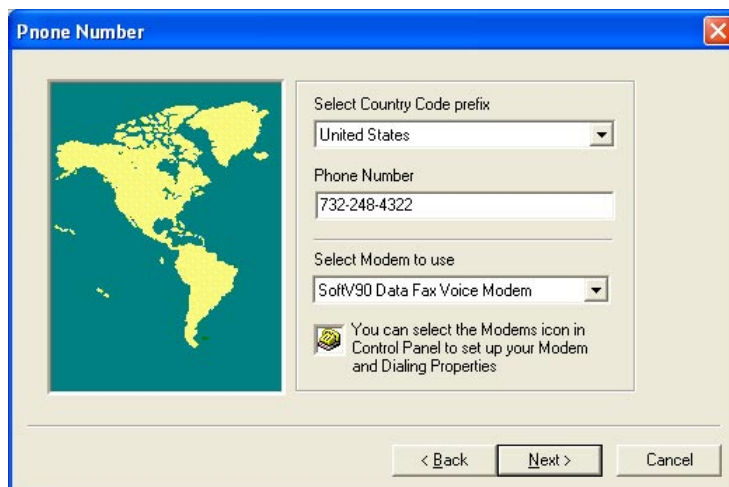 Pnone Number
Select Country Code prefix
United States
Phone Number
732-248-4322
Select Modem to use
SoftV90 Data Fax Voice Modem
You can select the Modems icon in
Control Panel to set up your Modem
and Dialing Properties
< Back
Next >
Cancel